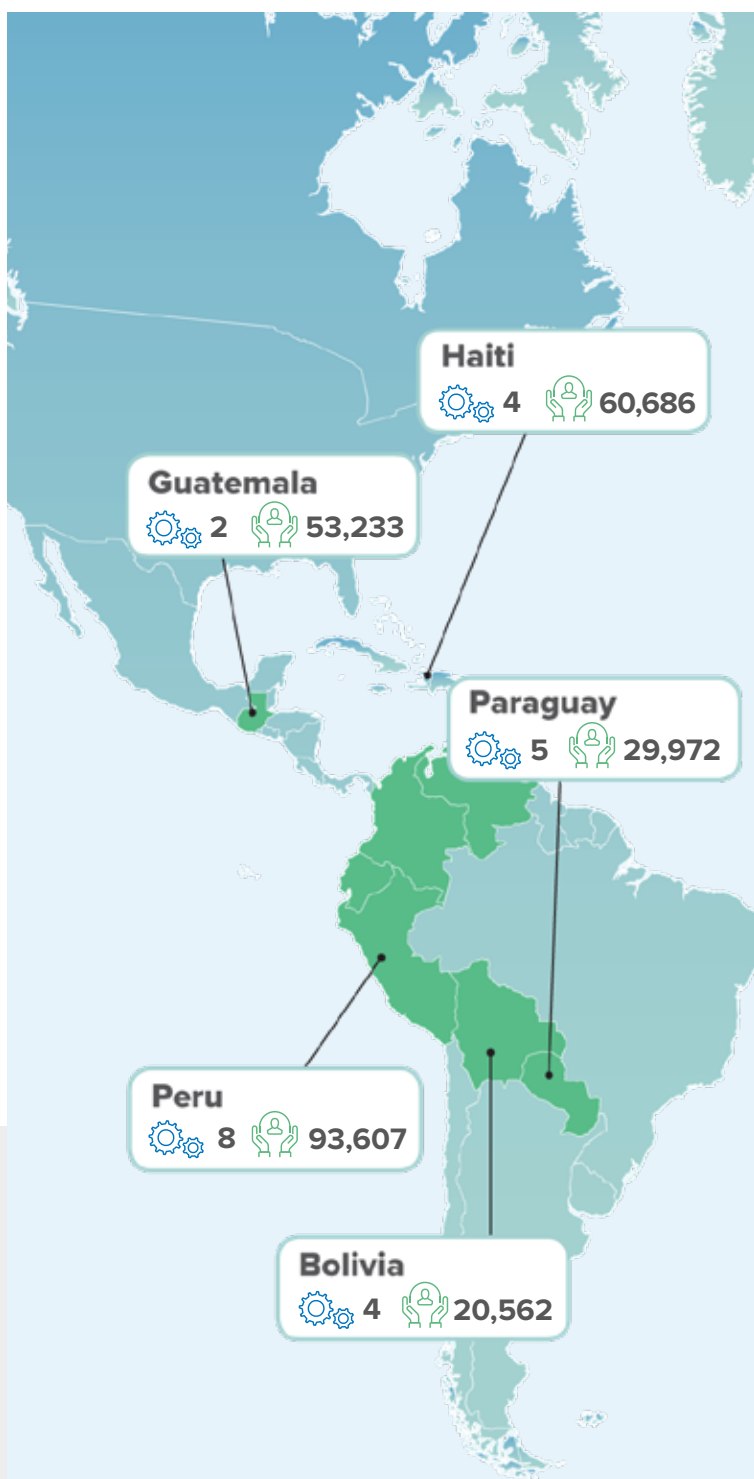 Haiti
4 60,686
Guatemala
2 53,233
Paraguay
5 29,972
Peru
8 93,607
Bolivia
4 20,562